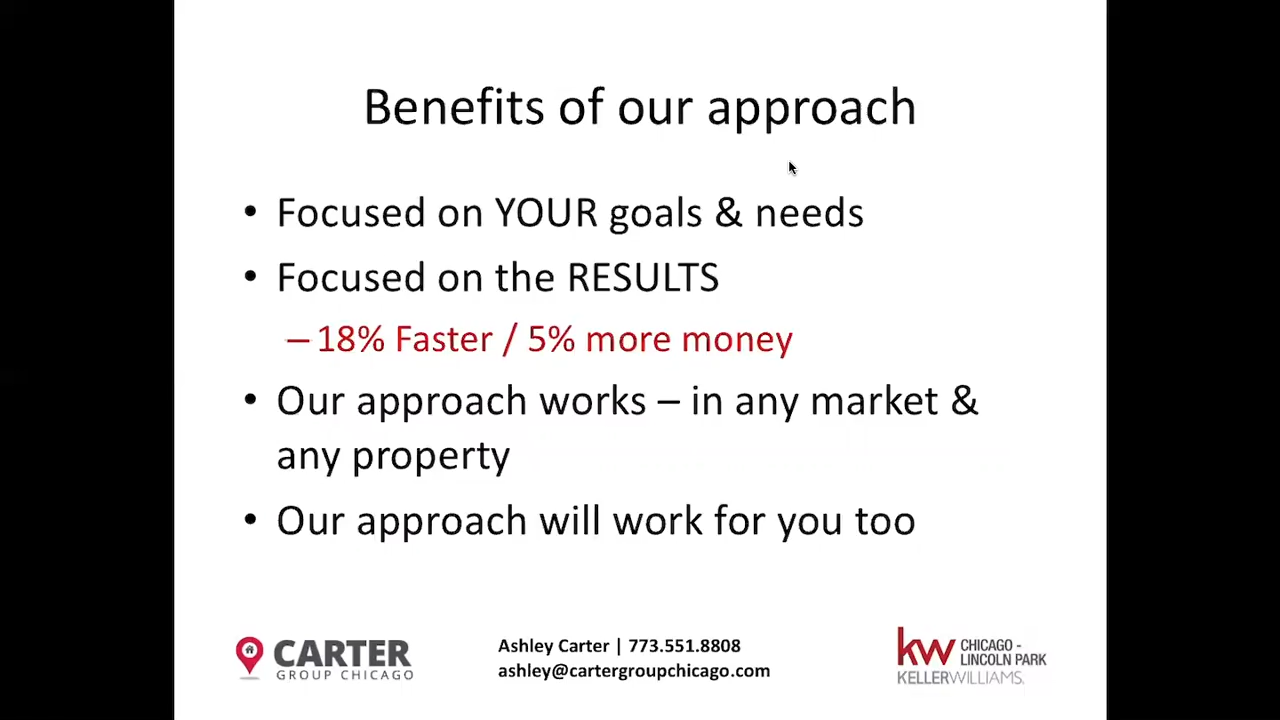 Benefits of our approach
• Focused on YOUR goals & needs
• Focused on the RESULTS
– 18% Faster / 5% more money
• Our approach works – in any market &
any property
• Our approach will work for you too
CARTER
GROUP CHICAGO
Ashley Carter | 773.551.8808
ashley@cartergroupchicago.com
kw CHICAGO -
LINCOLN PARK
KELLERWILLIAMS.